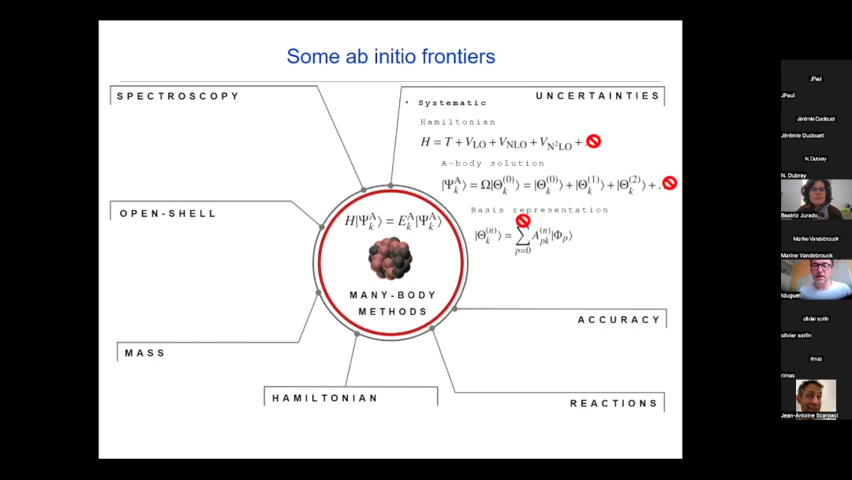 Some ab initio frontiers
SPECTROSCOPY
UNCERTAINTIES
• Systematic
Hamiltonian
H = T + V_LO + V_NLO + V_N²LO +
A-body solution
|Ψ_k^A⟩ = Ω|Θ_k^(0)⟩ = |Θ_k^(0)⟩ + |Θ_k^(1)⟩ + |Θ_k^(2)⟩ + .
Basis representation
|Θ_k^(n)⟩ = ∑_{p=0} A_pk^(n)|Φ_p⟩
OPEN-SHELL
H|Ψ_k^A⟩ = E_k^A|Ψ_k^A⟩
MANY-BODY
METHODS
ACCURACY
MASS
HAMILTONIAN
REACTIONS
JPaul
JPaul
Jérémie Dudouet
Jérémie Dudouet
N. Dubray
N. Dubray
Beatriz Jurado
Marine Vandebrouck
Marine Vandebrouck
tduguet
olivier sorlin
olivier sorlin
rimas
Jean-Antoine Scarpaci